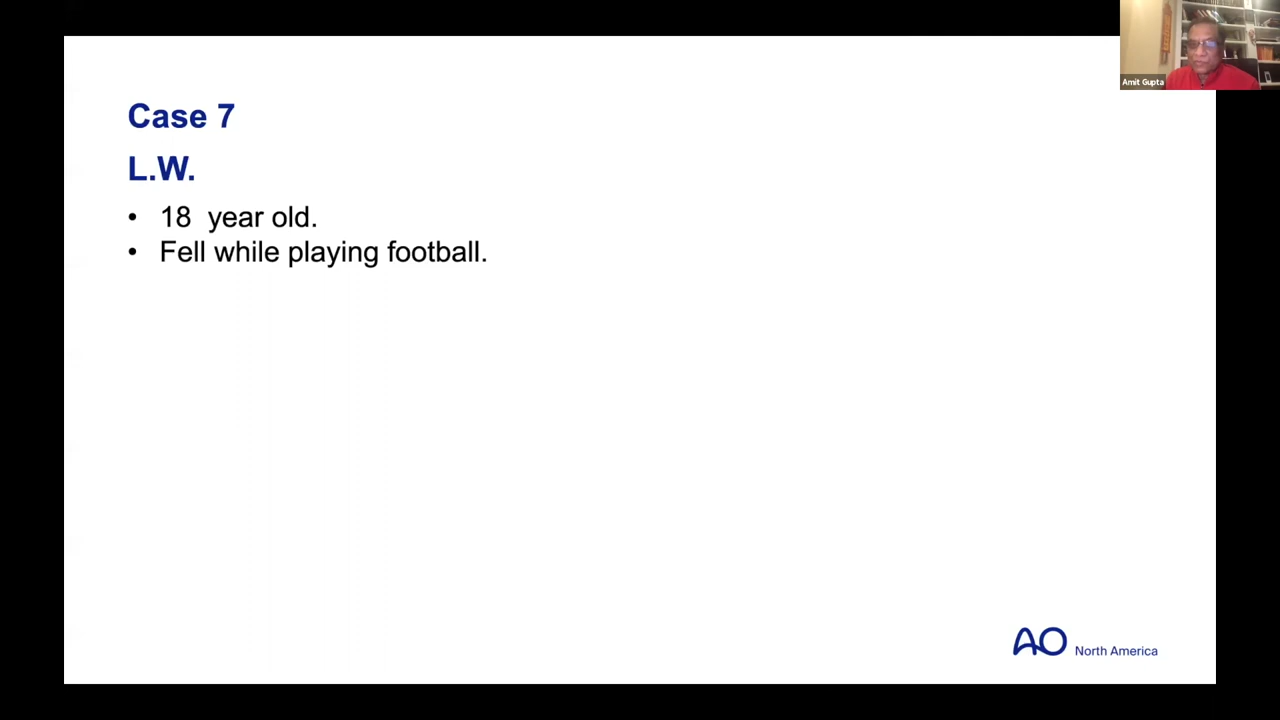 Case 7
L.W.
• 18 year old.
• Fell while playing football.
Amit Gupta
AO North America